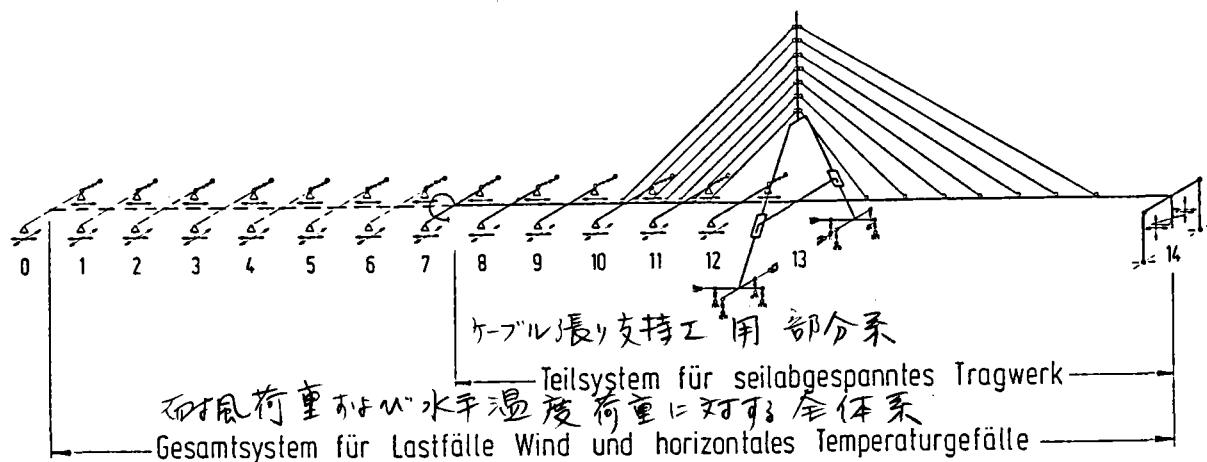 0 1 2 3 4 5 6 7 8 9 10 11 12 13 14
ケーブル張り支持工用 部分系
Teilsystem für seilabgespanntes Tragwerk
耐風荷重および水平温度荷重に対する全体系
Gesamtsystem für Lastfälle Wind und horizontales Temperaturgefälle